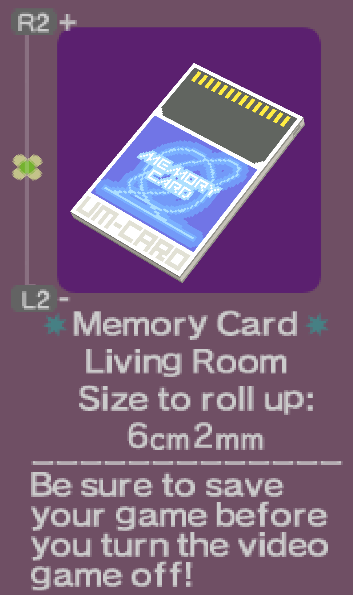 R2 +
MEMORY
CARD
UM-CARD
L2 -
Memory Card
Living Room
Size to roll up:
6cm2mm
Be sure to save
your game before
you turn the video
game off!